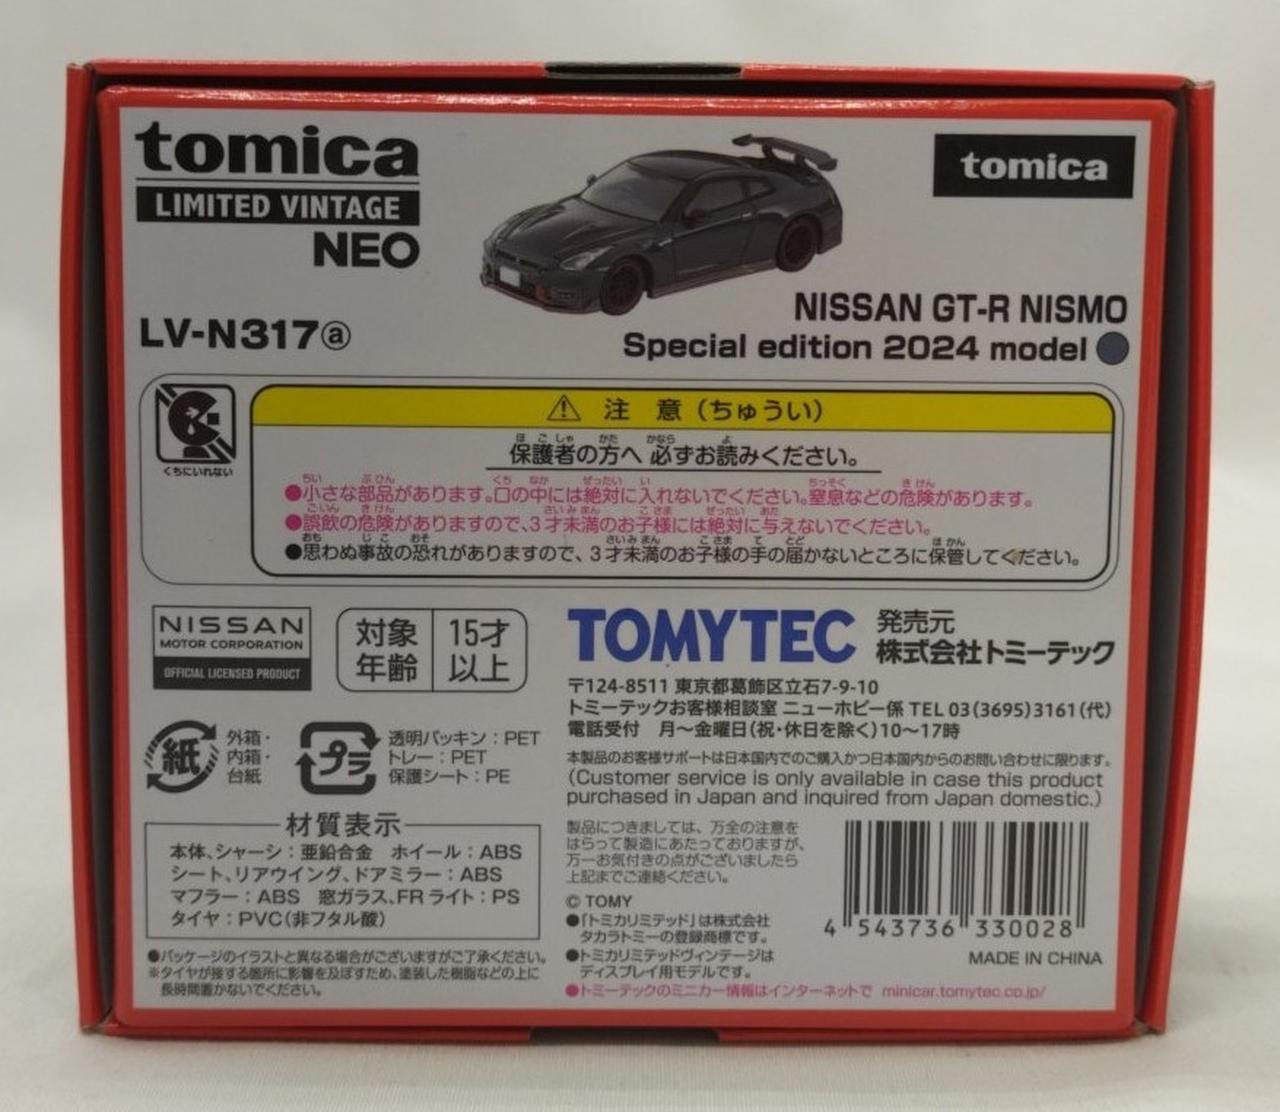 tomica
LIMITED VINTAGE
NEO
tomica
LV-N317ⓐ
NISSAN GT-R NISMO
Special edition 2024 model
くちにいれない
⚠ 注 意（ちゅうい）
保護者の方へ 必ずお読みください。
●小さな部品があります。口の中には絶対に入れないでください。窒息などの危険があります。
●誤飲の危険がありますので、3才未満のお子様には絶対に与えないでください。
●思わぬ事故の恐れがありますので、3才未満のお子様の手の届かないところに保管してください。
NISSAN
MOTOR CORPORATION
OFFICIAL LICENSED PRODUCT
対象
年齢
15才
以上
TOMYTEC
発売元
株式会社トミーテック
〒124-8511 東京都葛飾区立石7-9-10
トミーテックお客様相談室 ニューホビー係 TEL 03(3695)3161(代)
電話受付 月～金曜日(祝・休日を除く)10～17時
紙
外箱・
内箱・
台紙
プラ
透明パッキン：PET
トレー：PET
保護シート：PE
本製品のお客様サポートは日本国内でのご購入かつ日本国内からのお問い合わせに限ります。
(Customer service is only available in case this product
purchased in Japan and inquired from Japan domestic.)
材質表示
本体、シャーシ：亜鉛合金 ホイール：ABS
シート、リアウイング、ドアミラー：ABS
マフラー：ABS 窓ガラス、FRライト：PS
タイヤ：PVC(非フタル酸)
●パッケージのイラストと異なる場合がございますがご了承ください。
※タイヤが接する箇所に影響を及ぼすため、塗装した樹脂などの上に
長時間置かないでください。
製品につきましては、万全の注意を
はらって製造にあたっておりますが、
万一お気付きの点がございましたら
上記までご連絡ください。
© TOMY
●「トミカリミテッド」は株式会社
タカラトミーの登録商標です。
●トミカリミテッドヴィンテージは
ディスプレイ用モデルです。
●トミーテックのミニカー情報はインターネットで minicar.tomytec.co.jp/
4 543736 330028
MADE IN CHINA